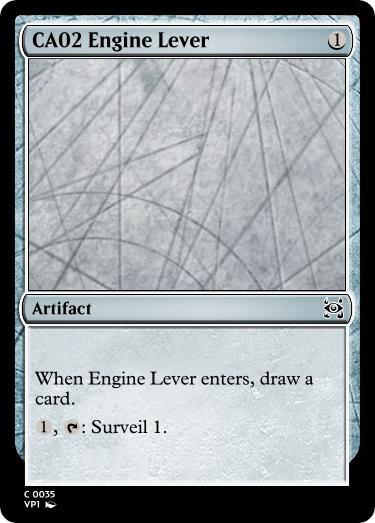 CA02 Engine Lever 1
Artifact
When Engine Lever enters, draw a
card.
1, : Surveil 1.
C 0035
VP1